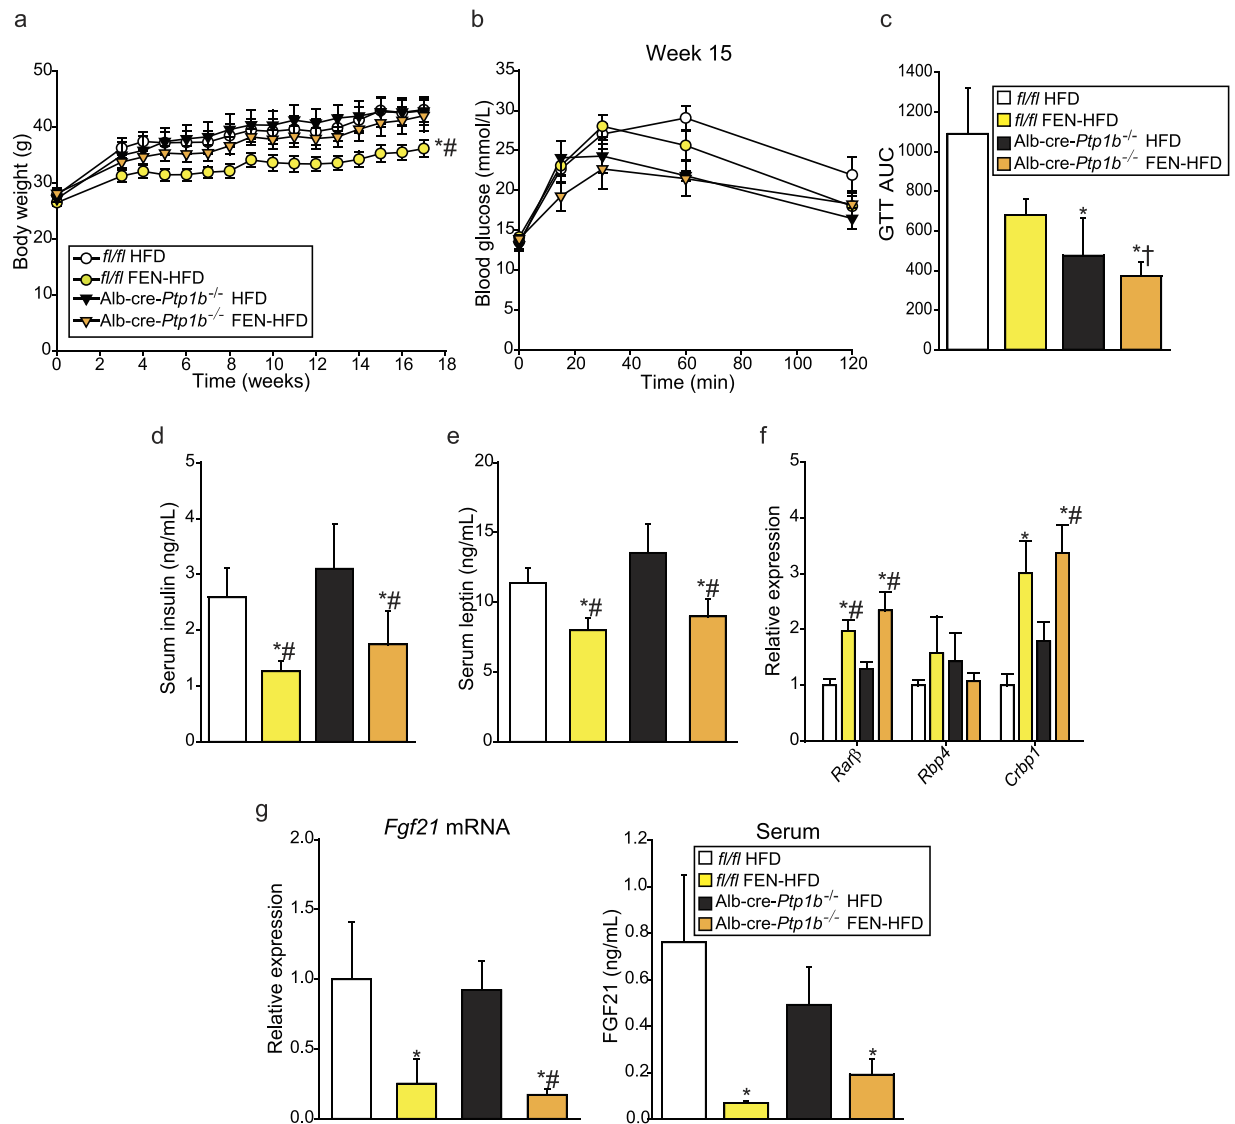 a
Body weight (g)
50
40
30
20
10
0
*#
fl/fl HFD
fl/fl FEN-HFD
Alb-cre-Ptp1b-/- HFD
Alb-cre-Ptp1b-/- FEN-HFD
0 2 4 6 8 10 12 14 16 18
Time (weeks)
b
Week 15
Blood glucose (mmol/L)
35
30
25
20
15
10
5
0
0 20 40 60 80 100 120
Time (min)
c
GTT AUC
1400
1200
1000
800
600
400
200
0
fl/fl HFD
fl/fl FEN-HFD
Alb-cre-Ptp1b-/- HFD
Alb-cre-Ptp1b-/- FEN-HFD
*
*†
d
Serum insulin (ng/mL)
5
4
3
2
1
0
*#
*#
e
Serum leptin (ng/mL)
20
15
10
5
0
*#
*#
f
Relative expression
5
4
3
2
1
0
*#
*#
*
*#
Rarβ
Rbp4
Crbp1
g
Fgf21 mRNA
Relative expression
2.0
1.5
1.0
0.5
0.0
*
*#
Serum
FGF21 (ng/mL)
1.2
1.0
0.8
0.6
0.4
0.2
0.0
fl/fl HFD
fl/fl FEN-HFD
Alb-cre-Ptp1b-/- HFD
Alb-cre-Ptp1b-/- FEN-HFD
*
*